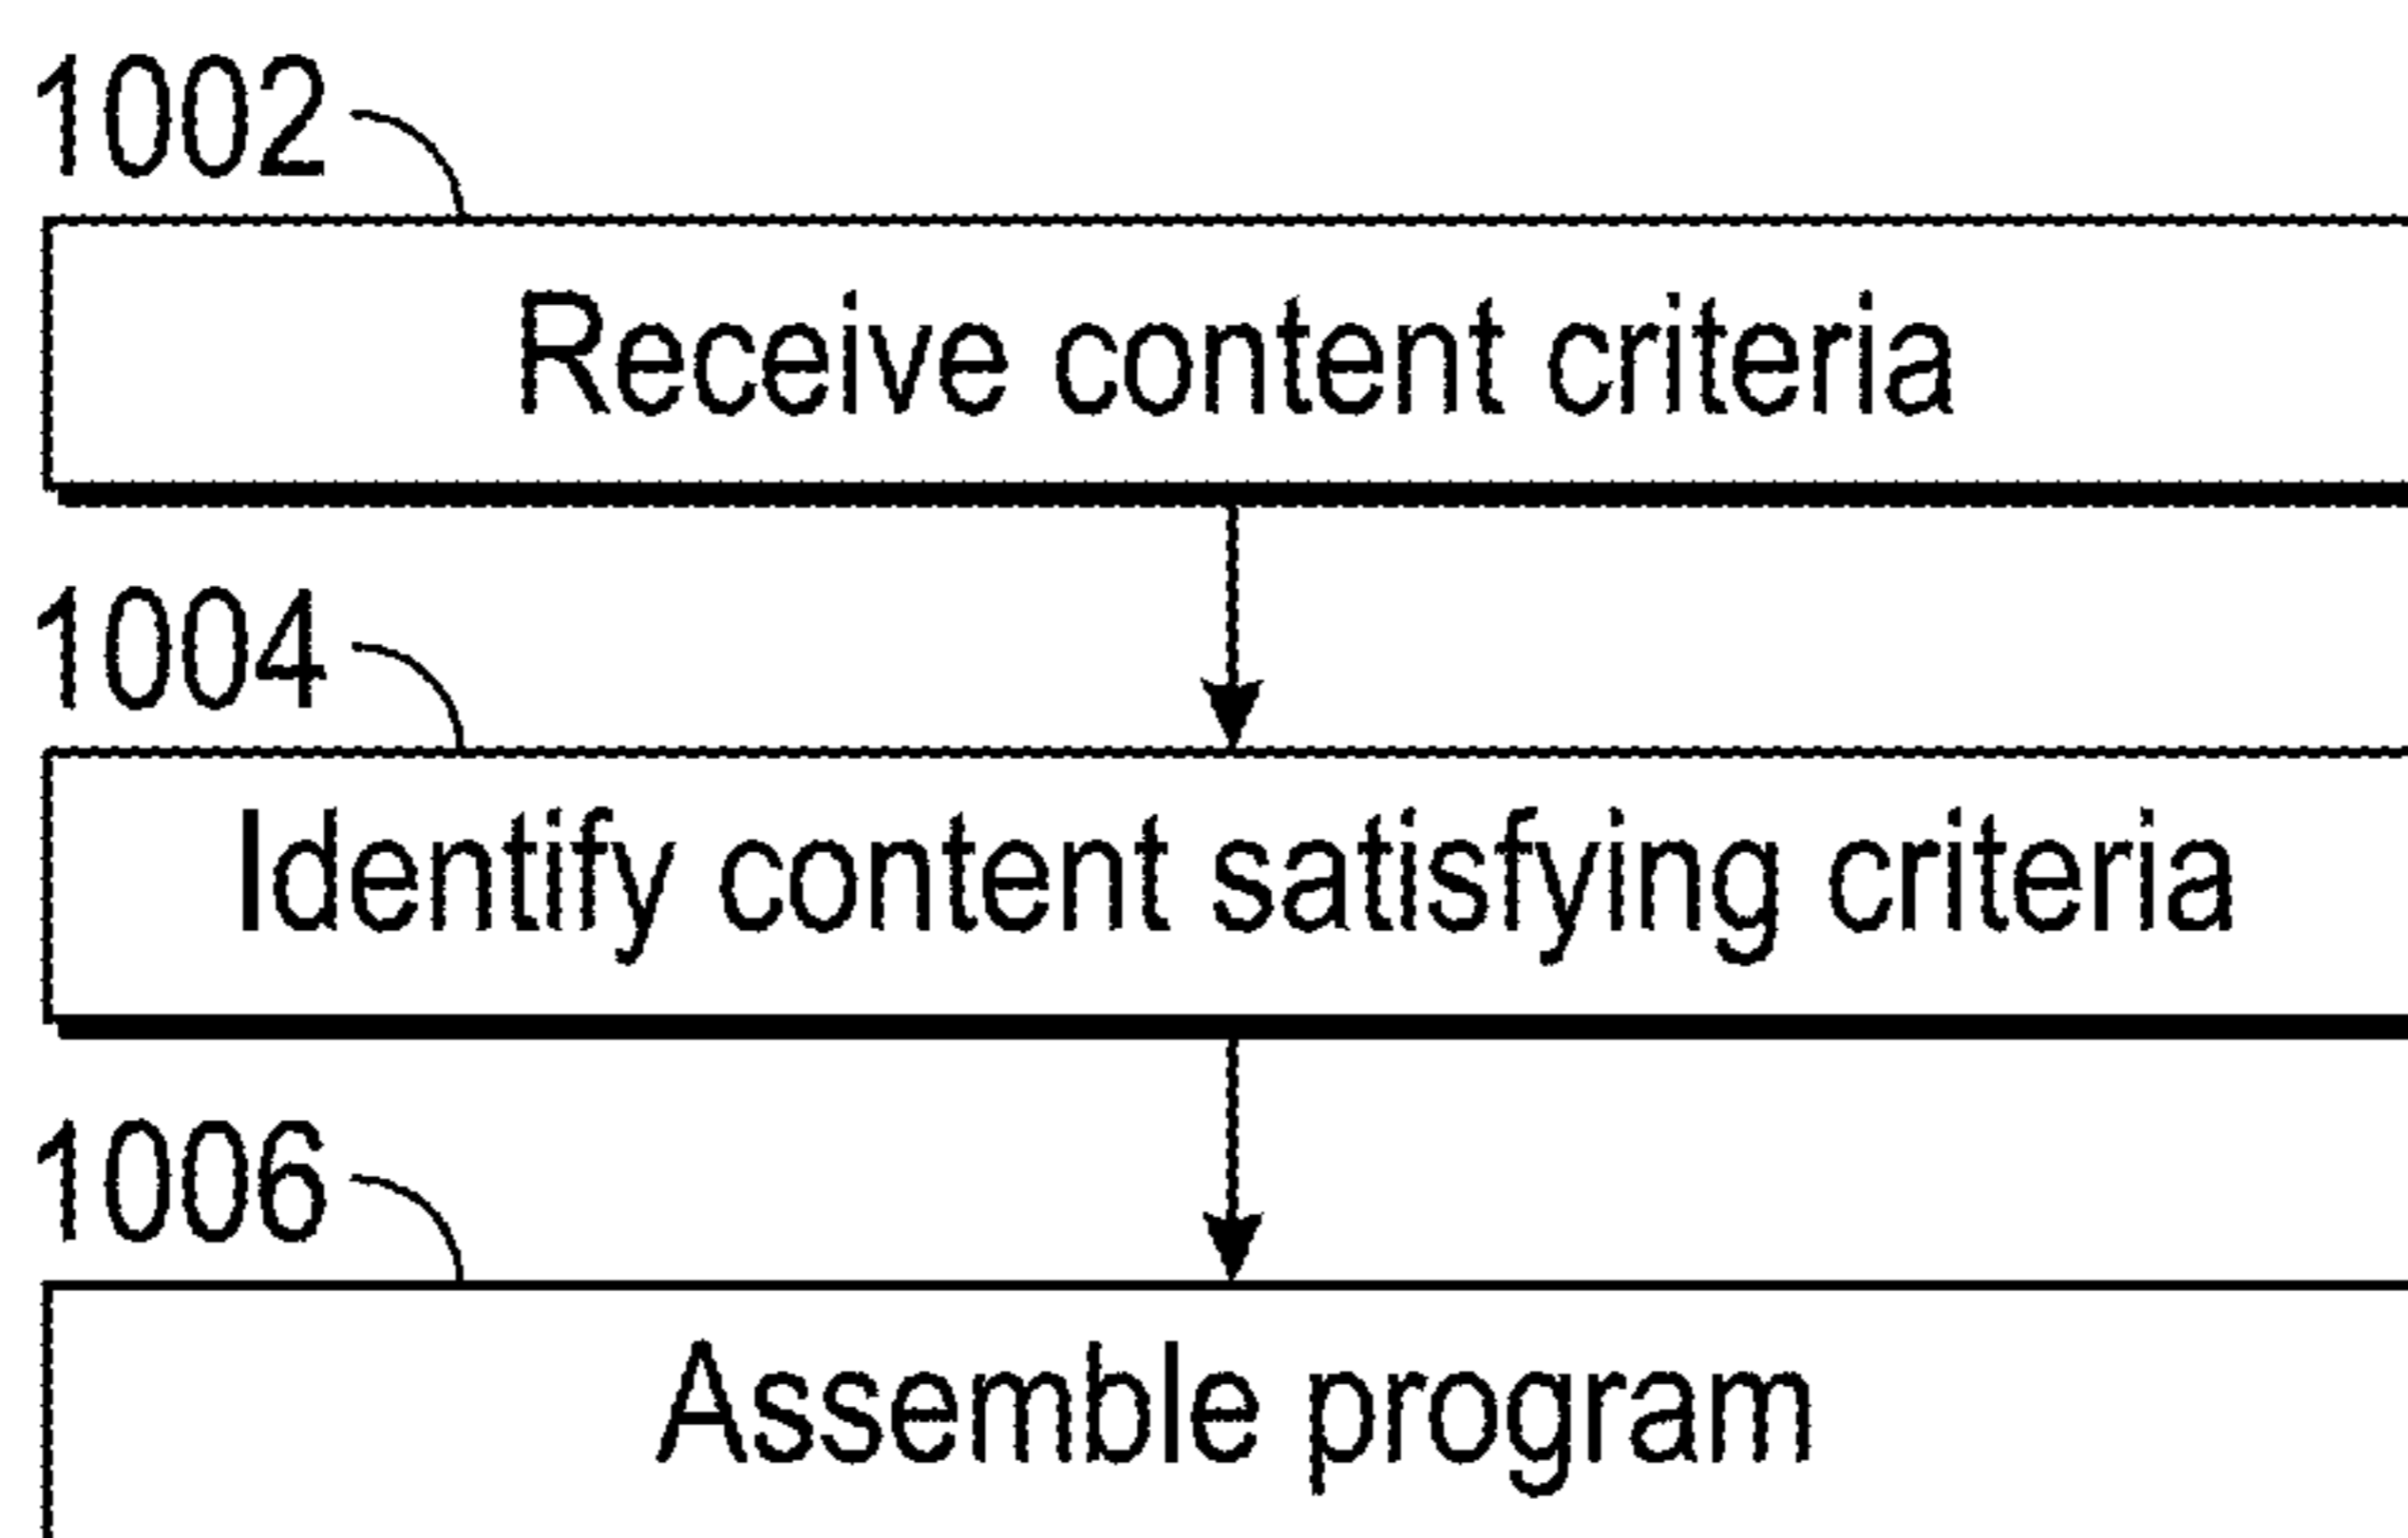 1002
Receive content criteria
1004
Identify content satisfying criteria
1006
Assemble program